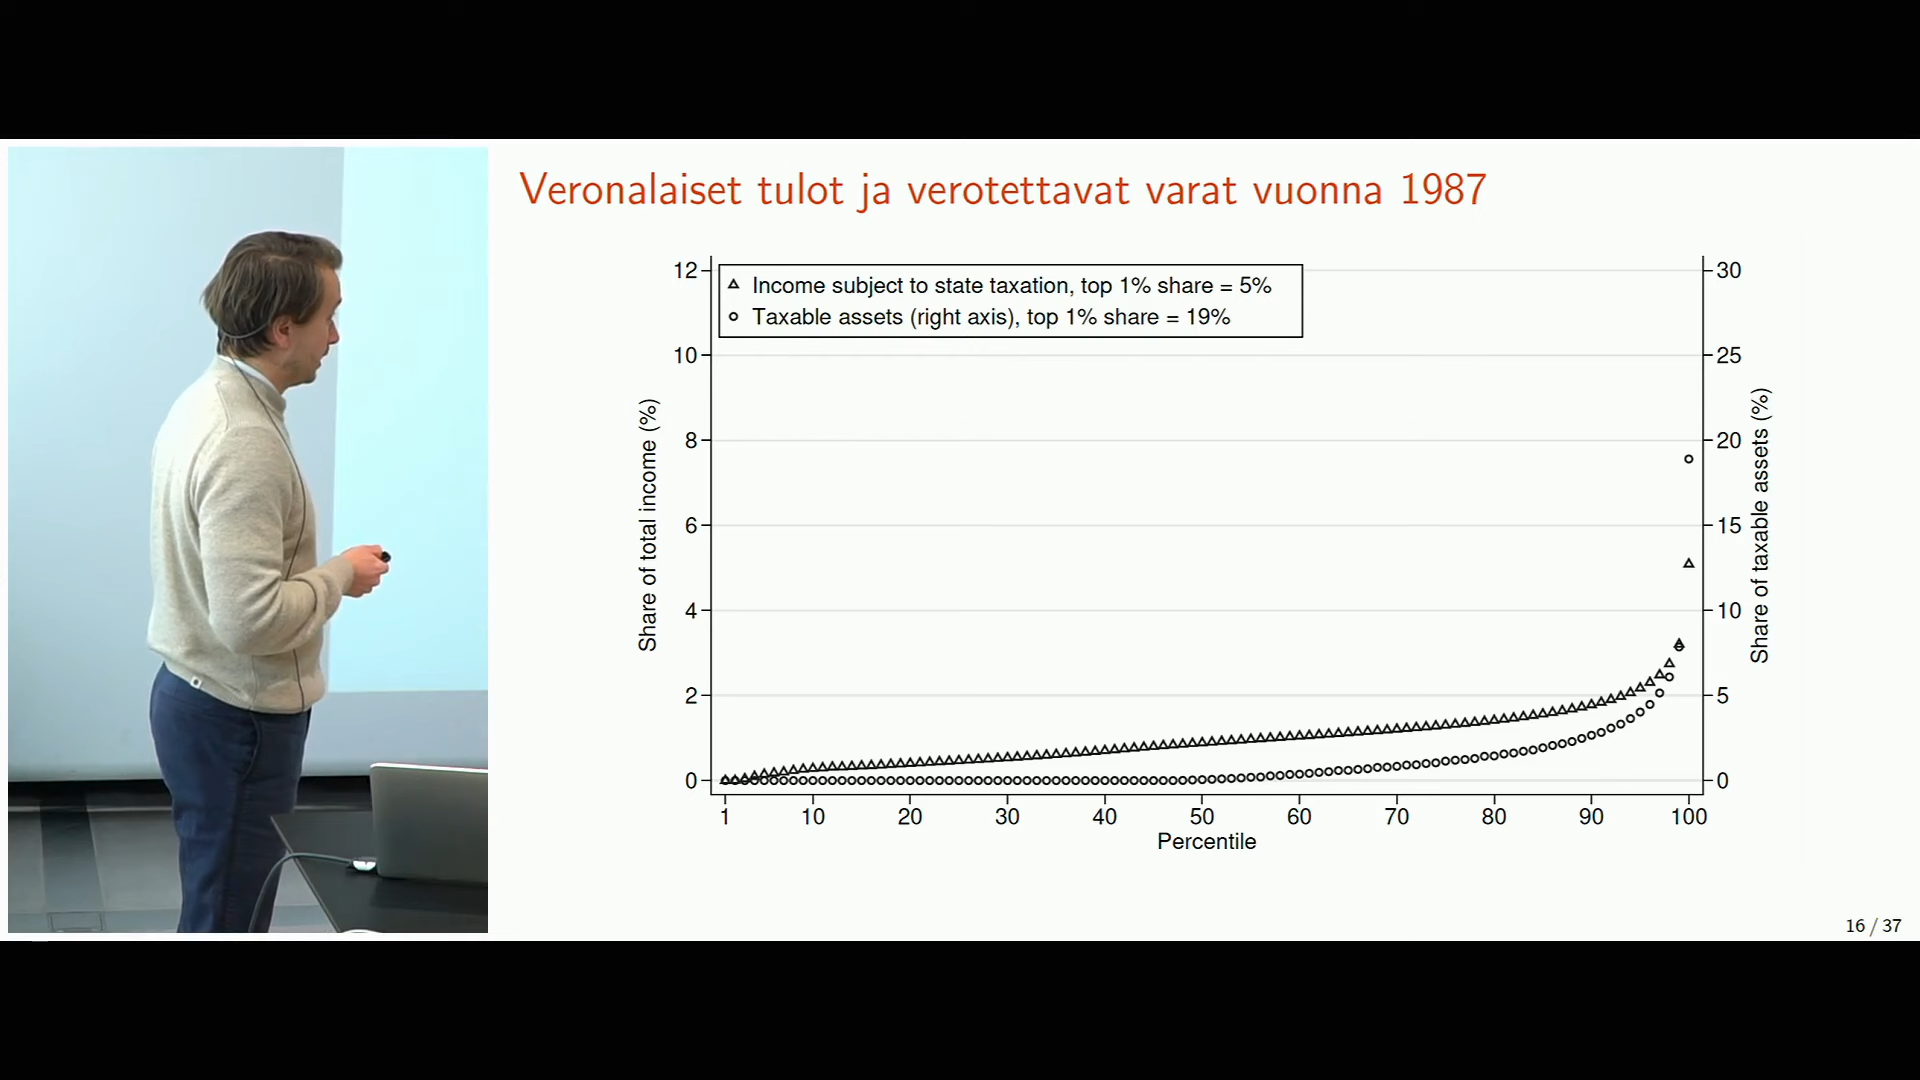 Veronalaiset tulot ja verotettavat varat vuonna 1987
Income subject to state taxation, top 1% share = 5%
Taxable assets (right axis), top 1% share = 19%
Share of total income (%)
12
10
8
6
4
2
0
30
25
20
15
10
5
0
Share of taxable assets (%)
1 10 20 30 40 50 60 70 80 90 100
Percentile
16 / 37